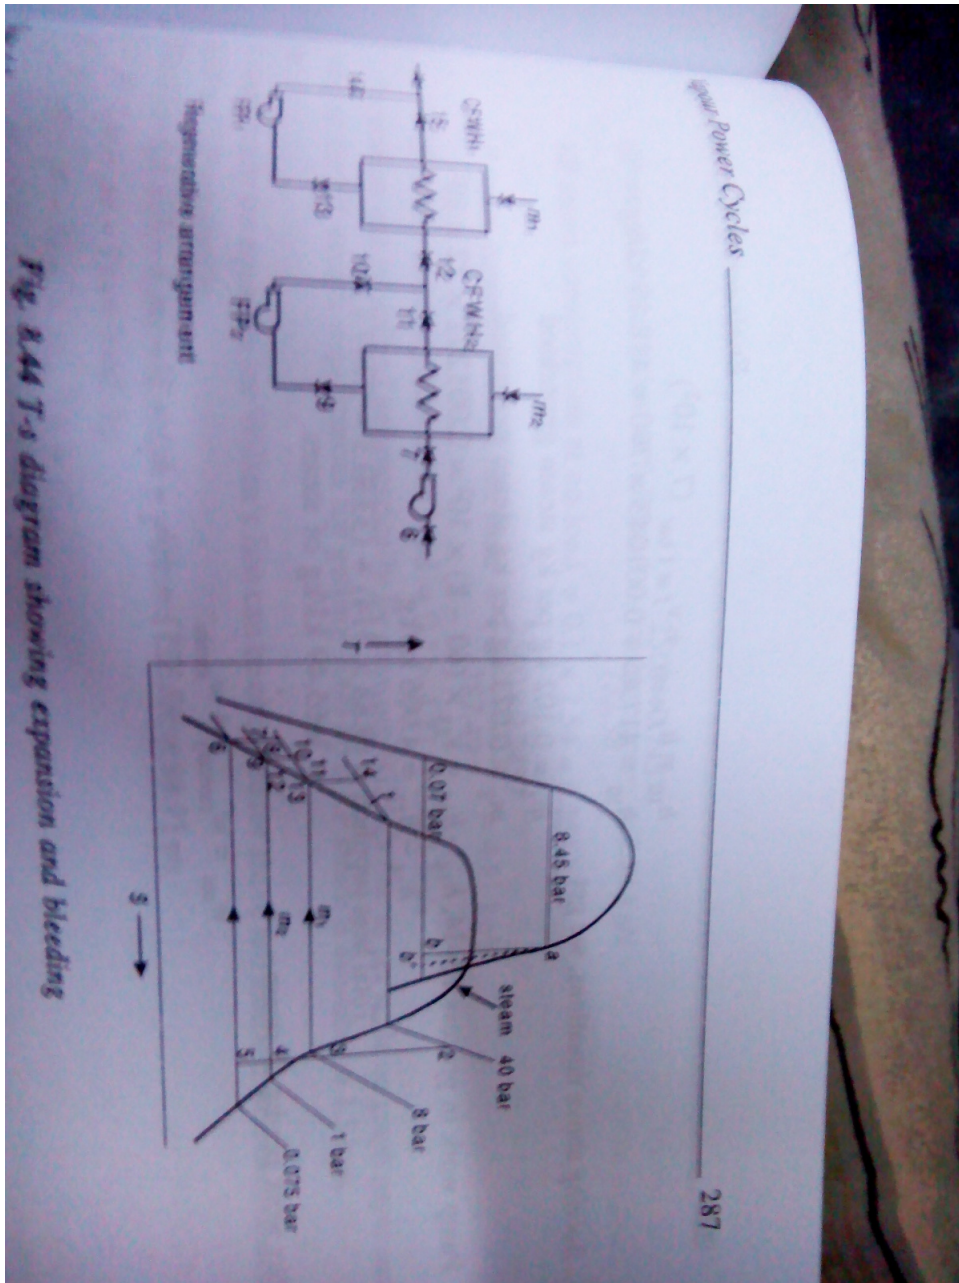 Vapour Power Cycles
287
CFWH1
m1
15
14
13
FP1
12
CFWH2
m2
11
10
9
FP2
7
6
Regenerative arrangement
T
8.45 bar
a
0.07 bar
b
b'
steam
40 bar
2
14
1
8 bar
3
11
13
10
12
m1
1 bar
4
8
9
7
m2
0.075 bar
5
6
S
Fig. 8.44 T-s diagram showing expansion and bleeding